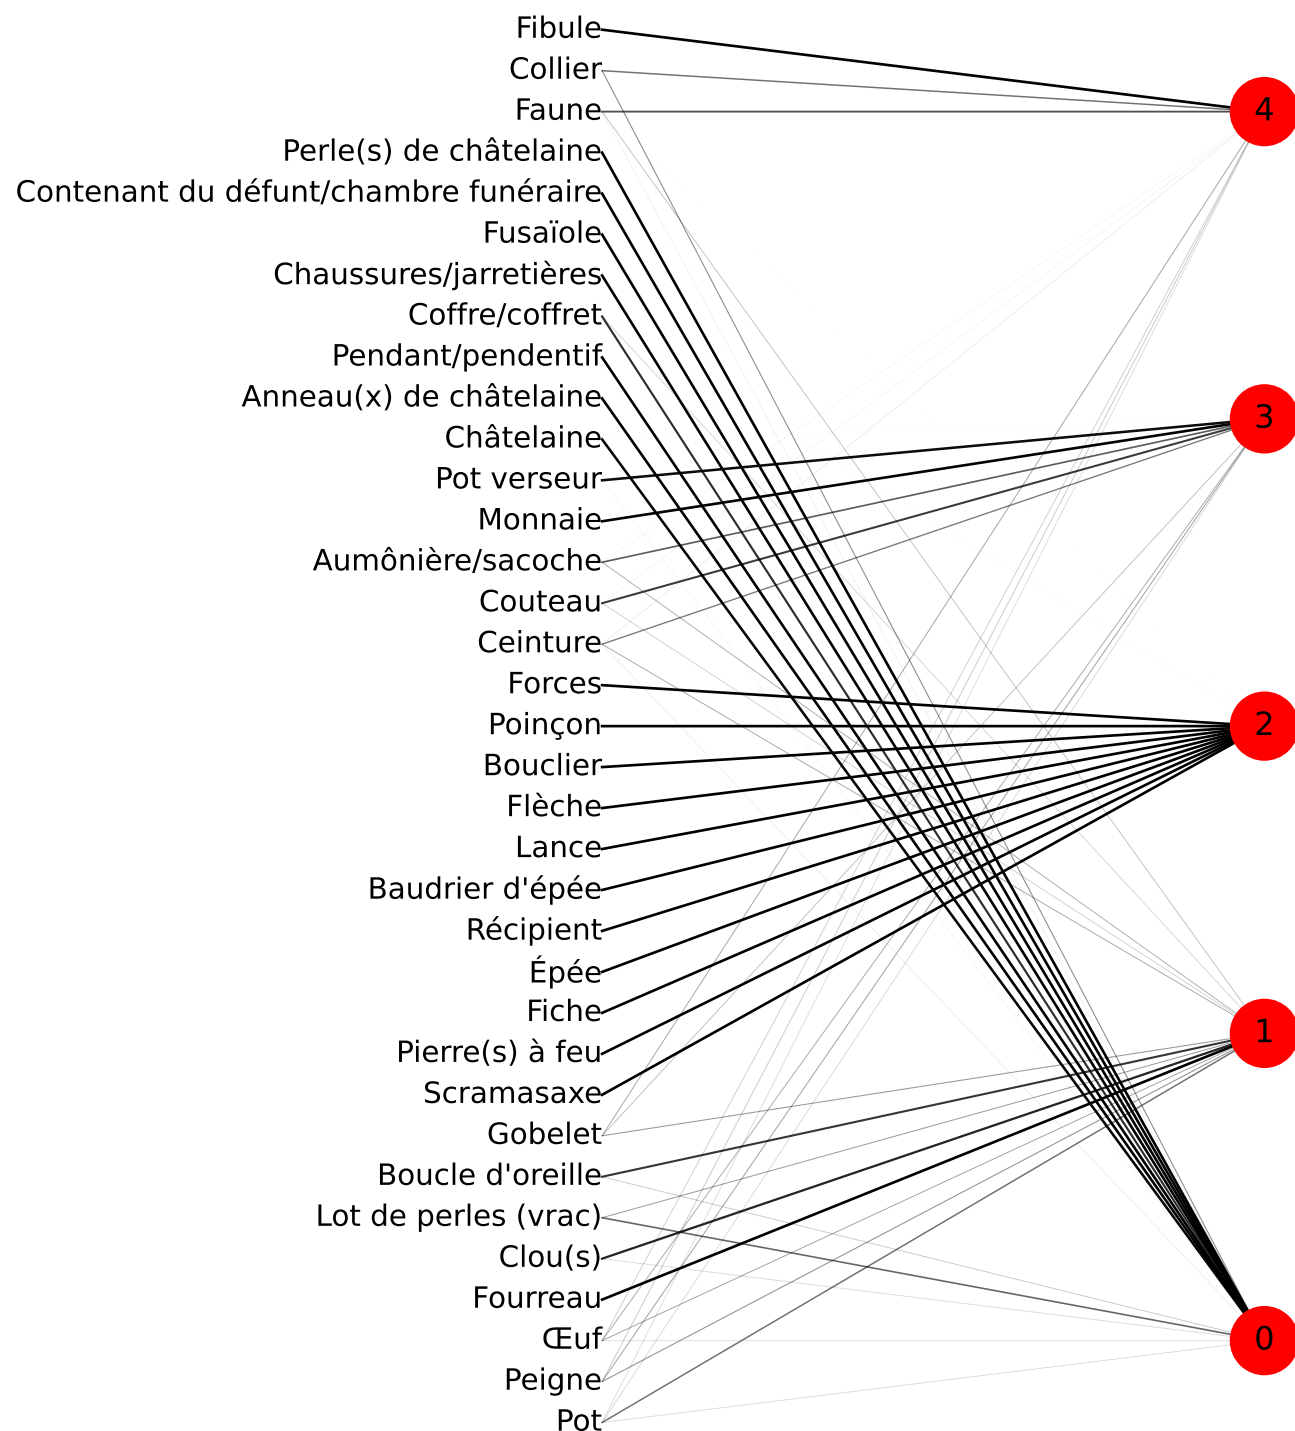 Fibule
Collier
Faune
Perle(s) de châtelaine
Contenant du défunt/chambre funéraire
Fusaïole
Chaussures/jarretières
Coffre/coffret
Pendant/pendentif
Anneau(x) de châtelaine
Châtelaine
Pot verseur
Monnaie
Aumônière/sacoche
Couteau
Ceinture
Forces
Poinçon
Bouclier
Flèche
Lance
Baudrier d'épée
Récipient
Épée
Fiche
Pierre(s) à feu
Scramasaxe
Gobelet
Boucle d'oreille
Lot de perles (vrac)
Clou(s)
Fourreau
Œuf
Peigne
Pot
4
3
2
1
0